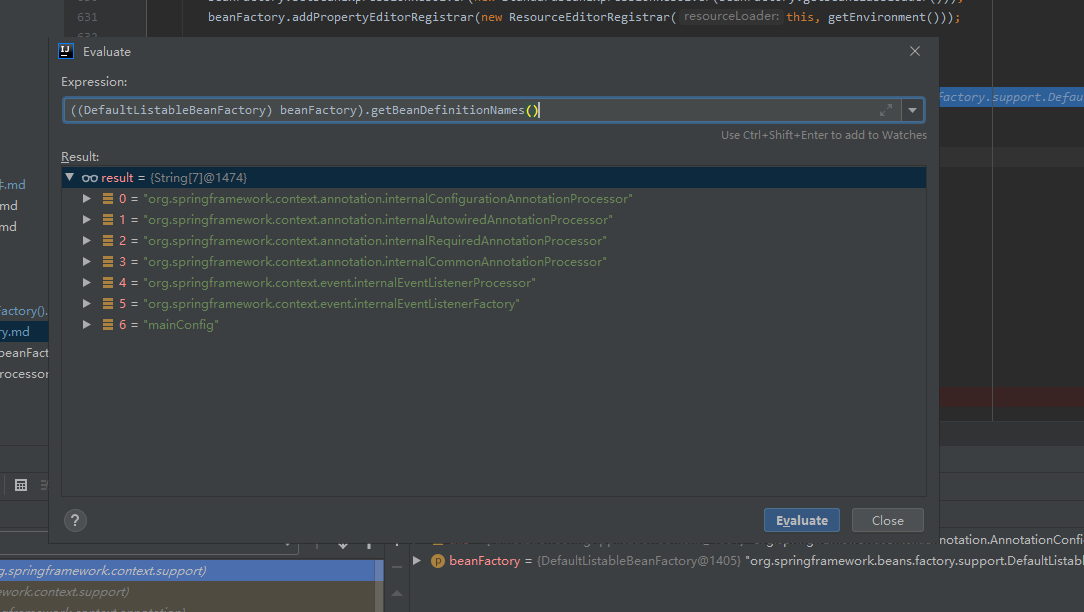 631 beanFactory.addPropertyEditorRegistrar(new ResourceEditorRegistrar( resourceLoader: this, getEnvironment()));
632
Evaluate
Expression:
((DefaultListableBeanFactory) beanFactory).getBeanDefinitionNames()
Factory.support.Defau
Use Ctrl+Shift+Enter to add to Watches
Result:
result = {String[7]@1474}
0 = "org.springframework.context.annotation.internalConfigurationAnnotationProcessor"
1 = "org.springframework.context.annotation.internalAutowiredAnnotationProcessor"
2 = "org.springframework.context.annotation.internalRequiredAnnotationProcessor"
3 = "org.springframework.context.annotation.internalCommonAnnotationProcessor"
4 = "org.springframework.context.event.internalEventListenerProcessor"
5 = "org.springframework.context.event.internalEventListenerFactory"
6 = "mainConfig"
.md
md
md
Factory().
ry.md
beanFact
rocessor
?
Evaluate
Close
notation.AnnotationConfi
beanFactory = {DefaultListableBeanFactory@1405} "org.springframework.beans.factory.support.DefaultListabl
g.springframework.context.support)
work.context.support)